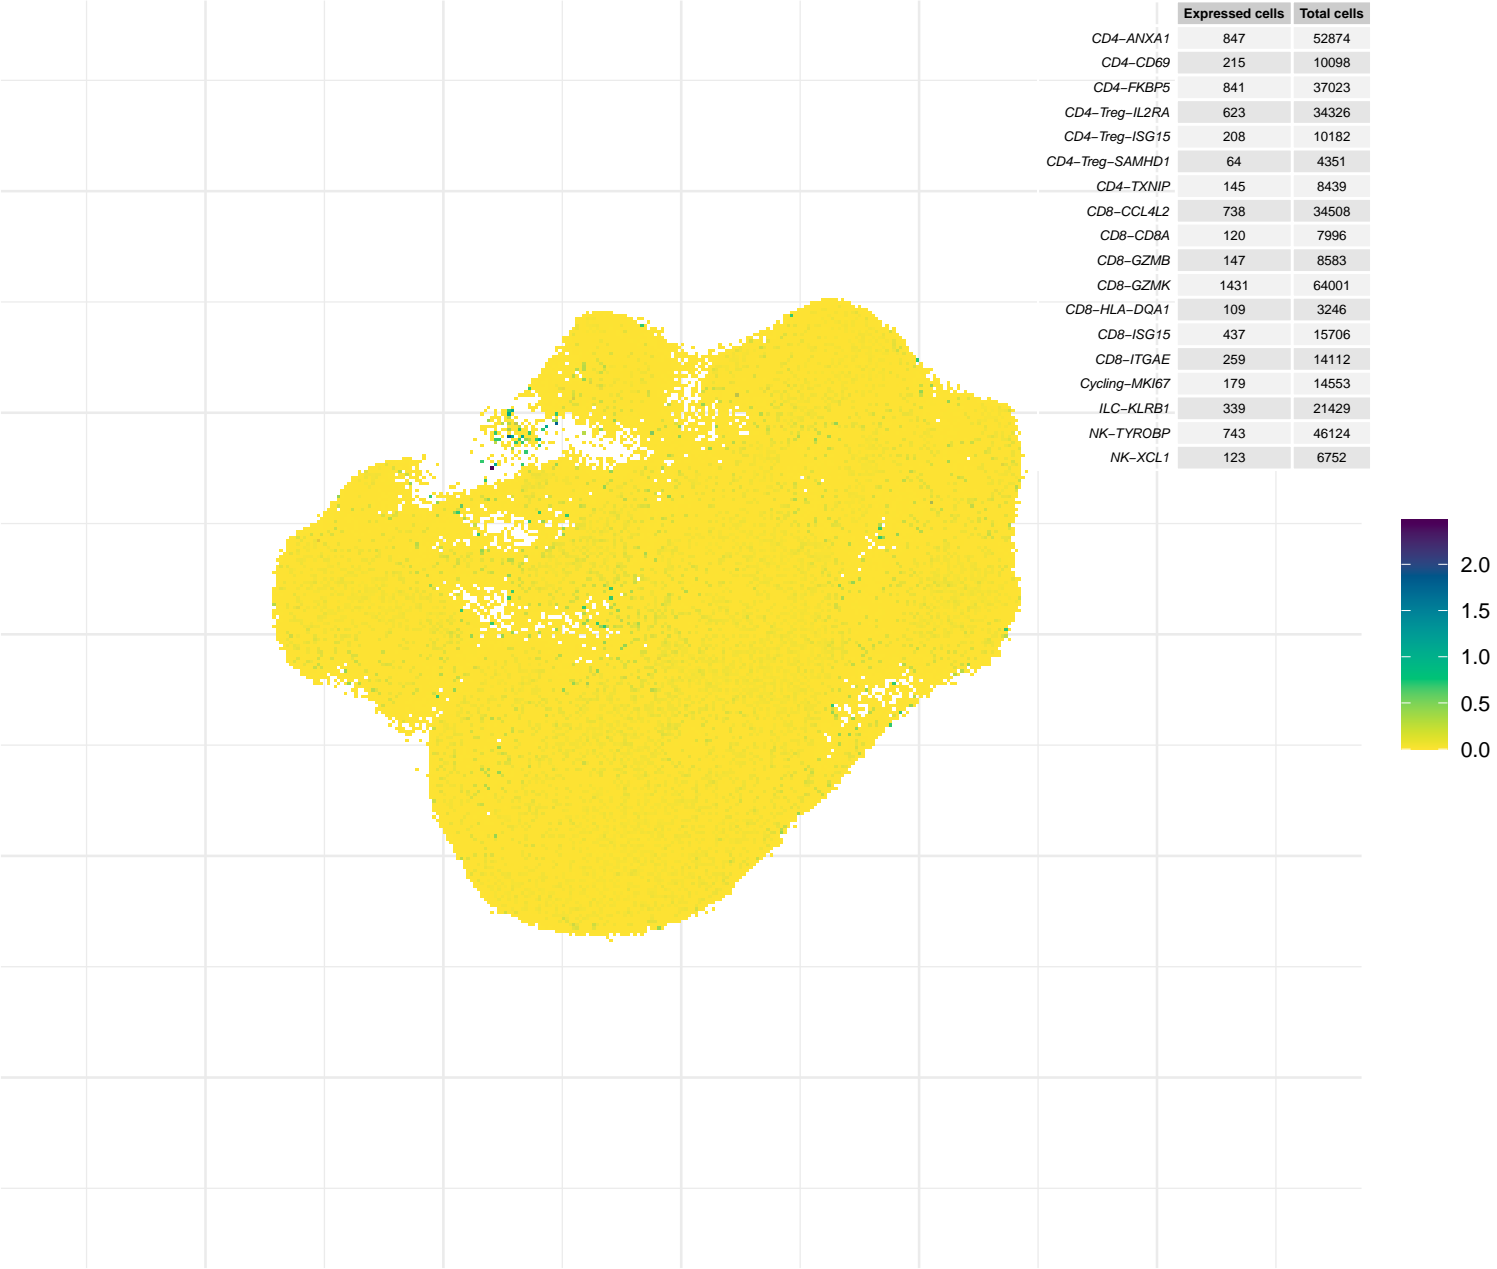 Expressed cells Total cells
CD4−ANXA1 847 52874
CD4−CD69 215 10098
CD4−FKBP5 841 37023
CD4−Treg−IL2RA 623 34326
CD4−Treg−ISG15 208 10182
CD4−Treg−SAMHD1 64 4351
CD4−TXNIP 145 8439
CD8−CCL4L2 738 34508
CD8−CD8A 120 7996
CD8−GZMB 147 8583
CD8−GZMK 1431 64001
CD8−HLA−DQA1 109 3246
CD8−ISG15 437 15706
CD8−ITGAE 259 14112
Cycling−MKI67 179 14553
ILC−KLRB1 339 21429
NK−TYROBP 743 46124
NK−XCL1 123 6752
2.0
1.5
1.0
0.5
0.0